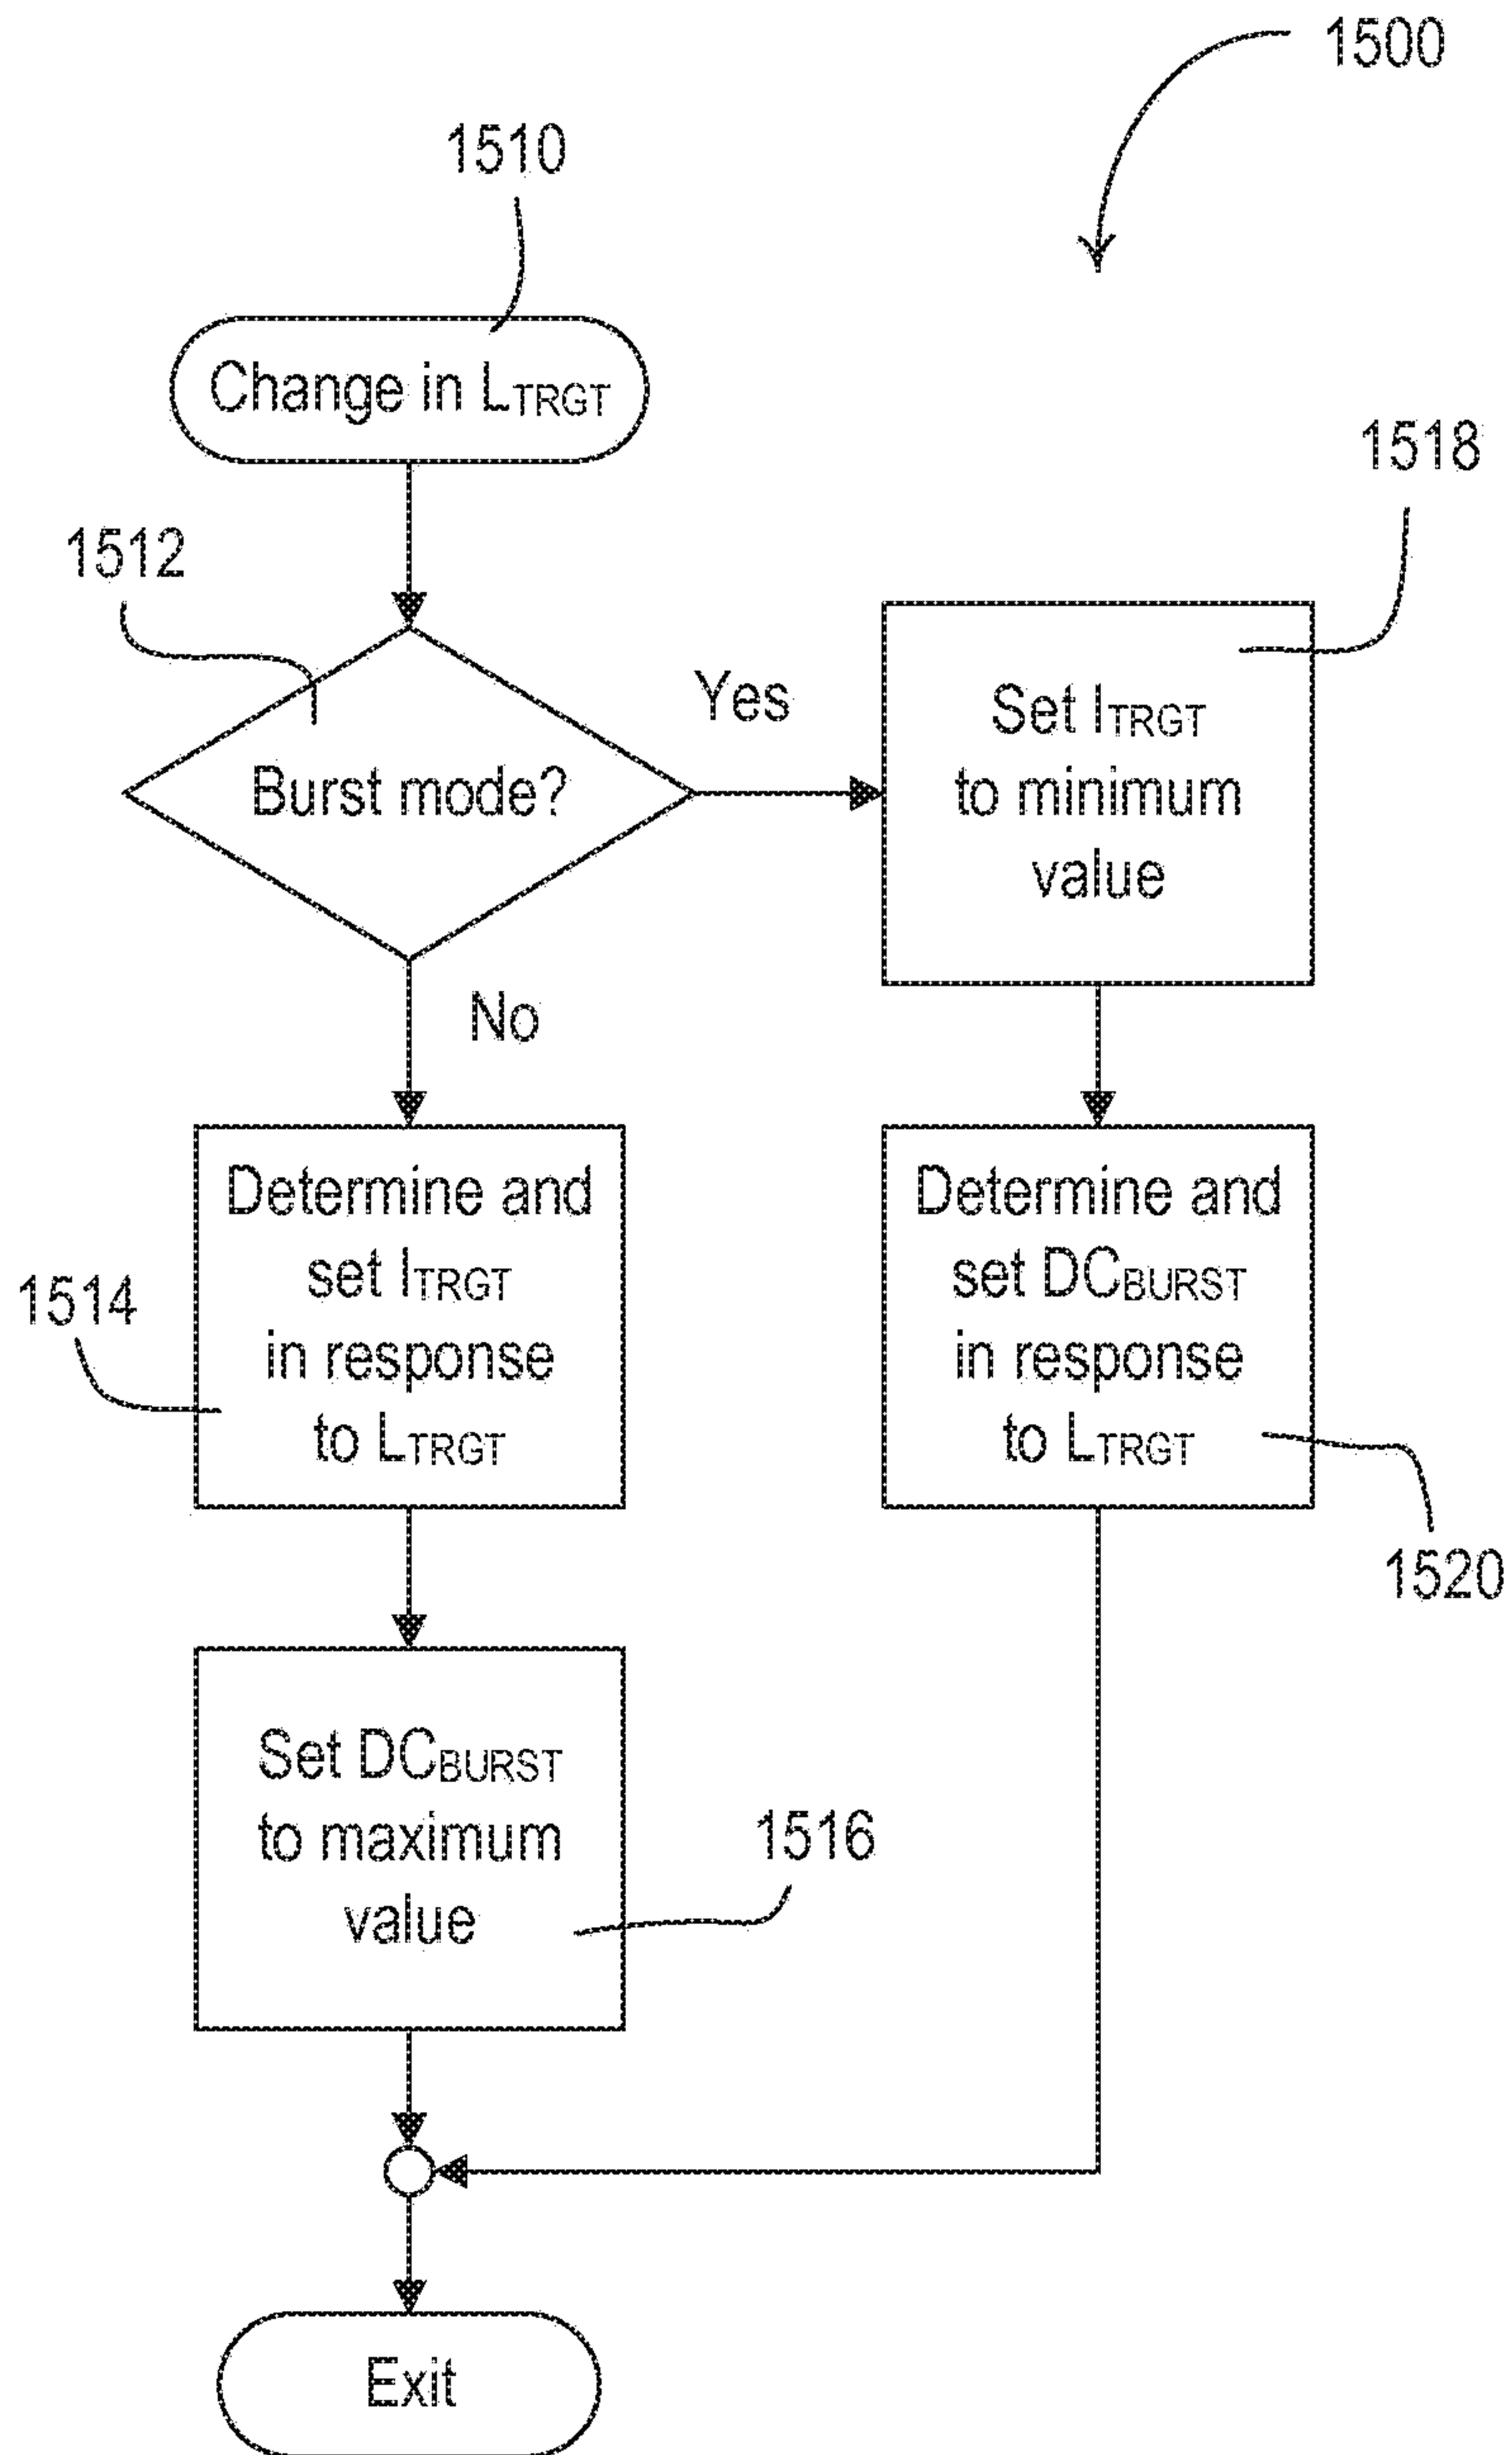 1500
1510
Change in LTRGT
1518
1512
Burst mode?
Yes
Set ITRGT
to minimum
value
No
Determine and
set ITRGT
in response
to LTRGT
1514
Determine and
set DCBURST
in response
to LTRGT
1520
Set DCBURST
to maximum
value
1516
Exit